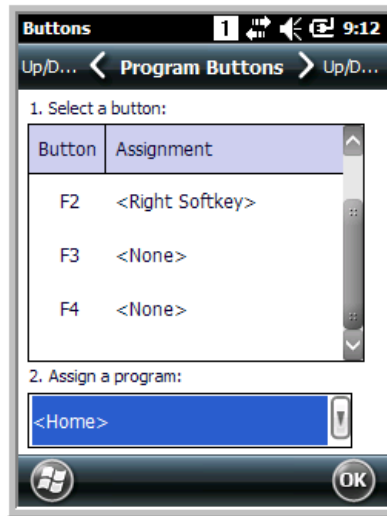 Buttons 1 9:12
Up/D... Program Buttons Up/D...
1. Select a button:
Button Assignment
F2 <Right Softkey>
F3 <None>
F4 <None>
2. Assign a program:
<Home>
OK